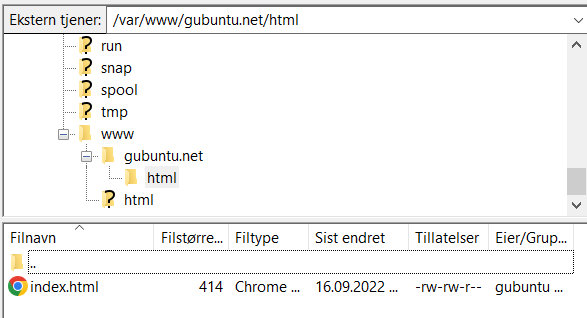 Ekstern tjener: /var/www/gubuntu.net/html
run
snap
spool
tmp
www
gubuntu.net
html
html
Filnavn Filstørre... Filtype Sist endret Tillatelser Eier/Grup...
..
index.html 414 Chrome ... 16.09.2022 ... -rw-rw-r-- gubuntu ...